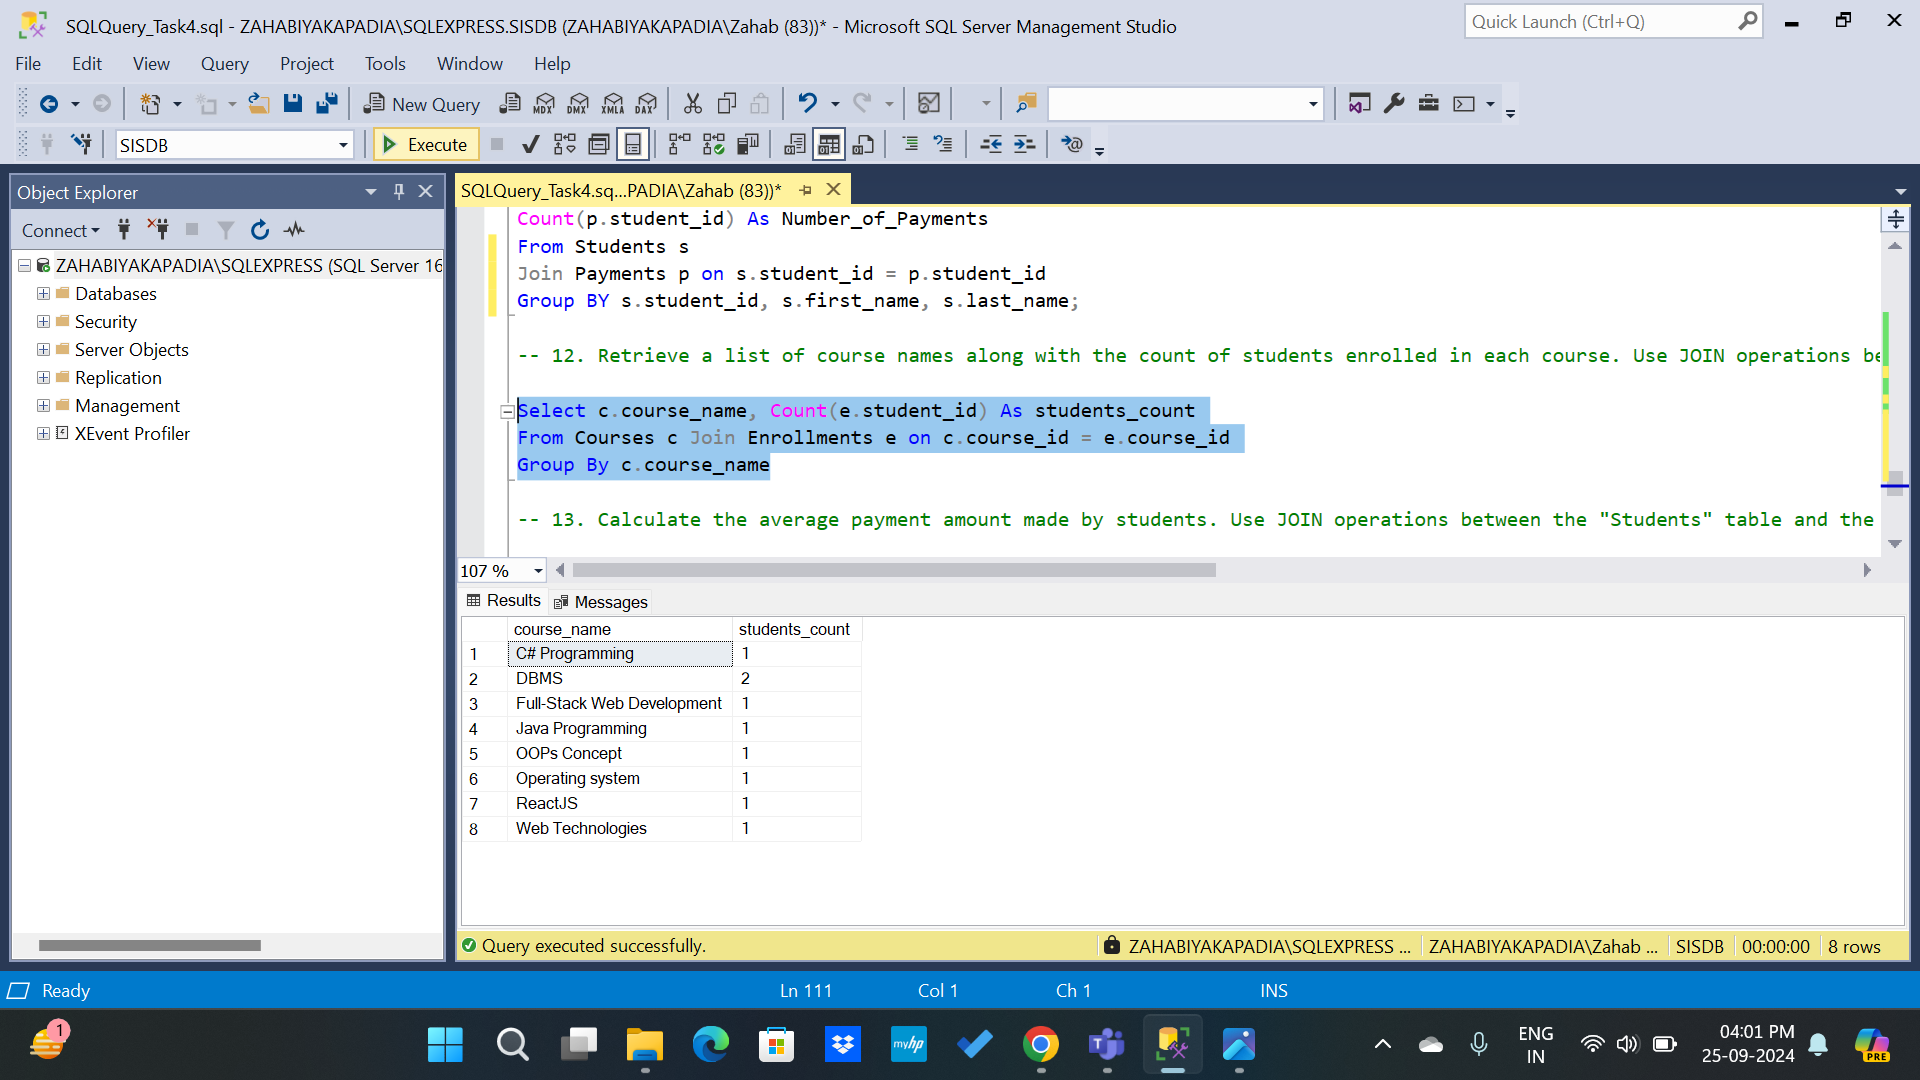 SQLQuery_Task4.sql - ZAHABIYAKAPADIA\SQLEXPRESS.SISDB (ZAHABIYAKAPADIA\Zahab (83))* - Microsoft SQL Server Management Studio
Quick Launch (Ctrl+Q)
File Edit View Query Project Tools Window Help
New Query MDX DMX XMLA DAX
SISDB Execute
Object Explorer
SQLQuery_Task4.sq...PADIA\Zahab (83))*
Connect
ZAHABIYAKAPADIA\SQLEXPRESS (SQL Server 16
Databases
Security
Server Objects
Replication
Management
XEvent Profiler
Count(p.student_id) As Number_of_Payments
From Students s
Join Payments p on s.student_id = p.student_id
Group BY s.student_id, s.first_name, s.last_name;
-- 12. Retrieve a list of course names along with the count of students enrolled in each course. Use JOIN operations be
Select c.course_name, Count(e.student_id) As students_count
From Courses c Join Enrollments e on c.course_id = e.course_id
Group By c.course_name
-- 13. Calculate the average payment amount made by students. Use JOIN operations between the "Students" table and the
107 %
Results Messages
course_name students_count
1 C# Programming 1
2 DBMS 2
3 Full-Stack Web Development 1
4 Java Programming 1
5 OOPs Concept 1
6 Operating system 1
7 ReactJS 1
8 Web Technologies 1
Query executed successfully. ZAHABIYAKAPADIA\SQLEXPRESS ... ZAHABIYAKAPADIA\Zahab ... SISDB 00:00:00 8 rows
Ready Ln 111 Col 1 Ch 1 INS
1
myhp
ENG
IN
04:01 PM
25-09-2024
PRE